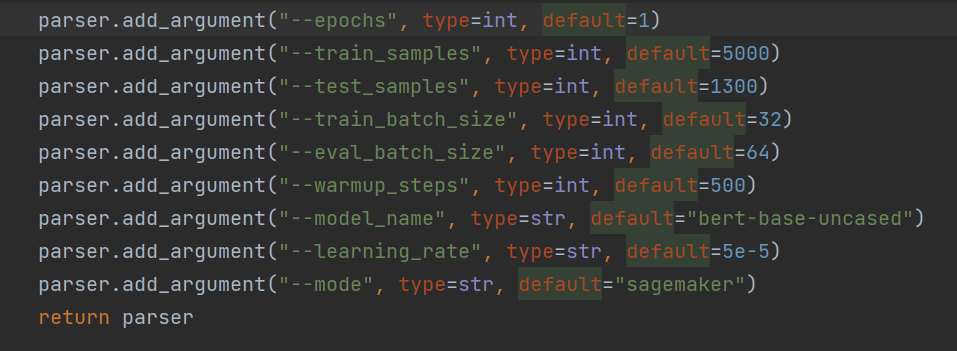 parser.add_argument("--epochs", type=int, default=1)
parser.add_argument("--train_samples", type=int, default=5000)
parser.add_argument("--test_samples", type=int, default=1300)
parser.add_argument("--train_batch_size", type=int, default=32)
parser.add_argument("--eval_batch_size", type=int, default=64)
parser.add_argument("--warmup_steps", type=int, default=500)
parser.add_argument("--model_name", type=str, default="bert-base-uncased")
parser.add_argument("--learning_rate", type=str, default=5e-5)
parser.add_argument("--mode", type=str, default="sagemaker")
return parser